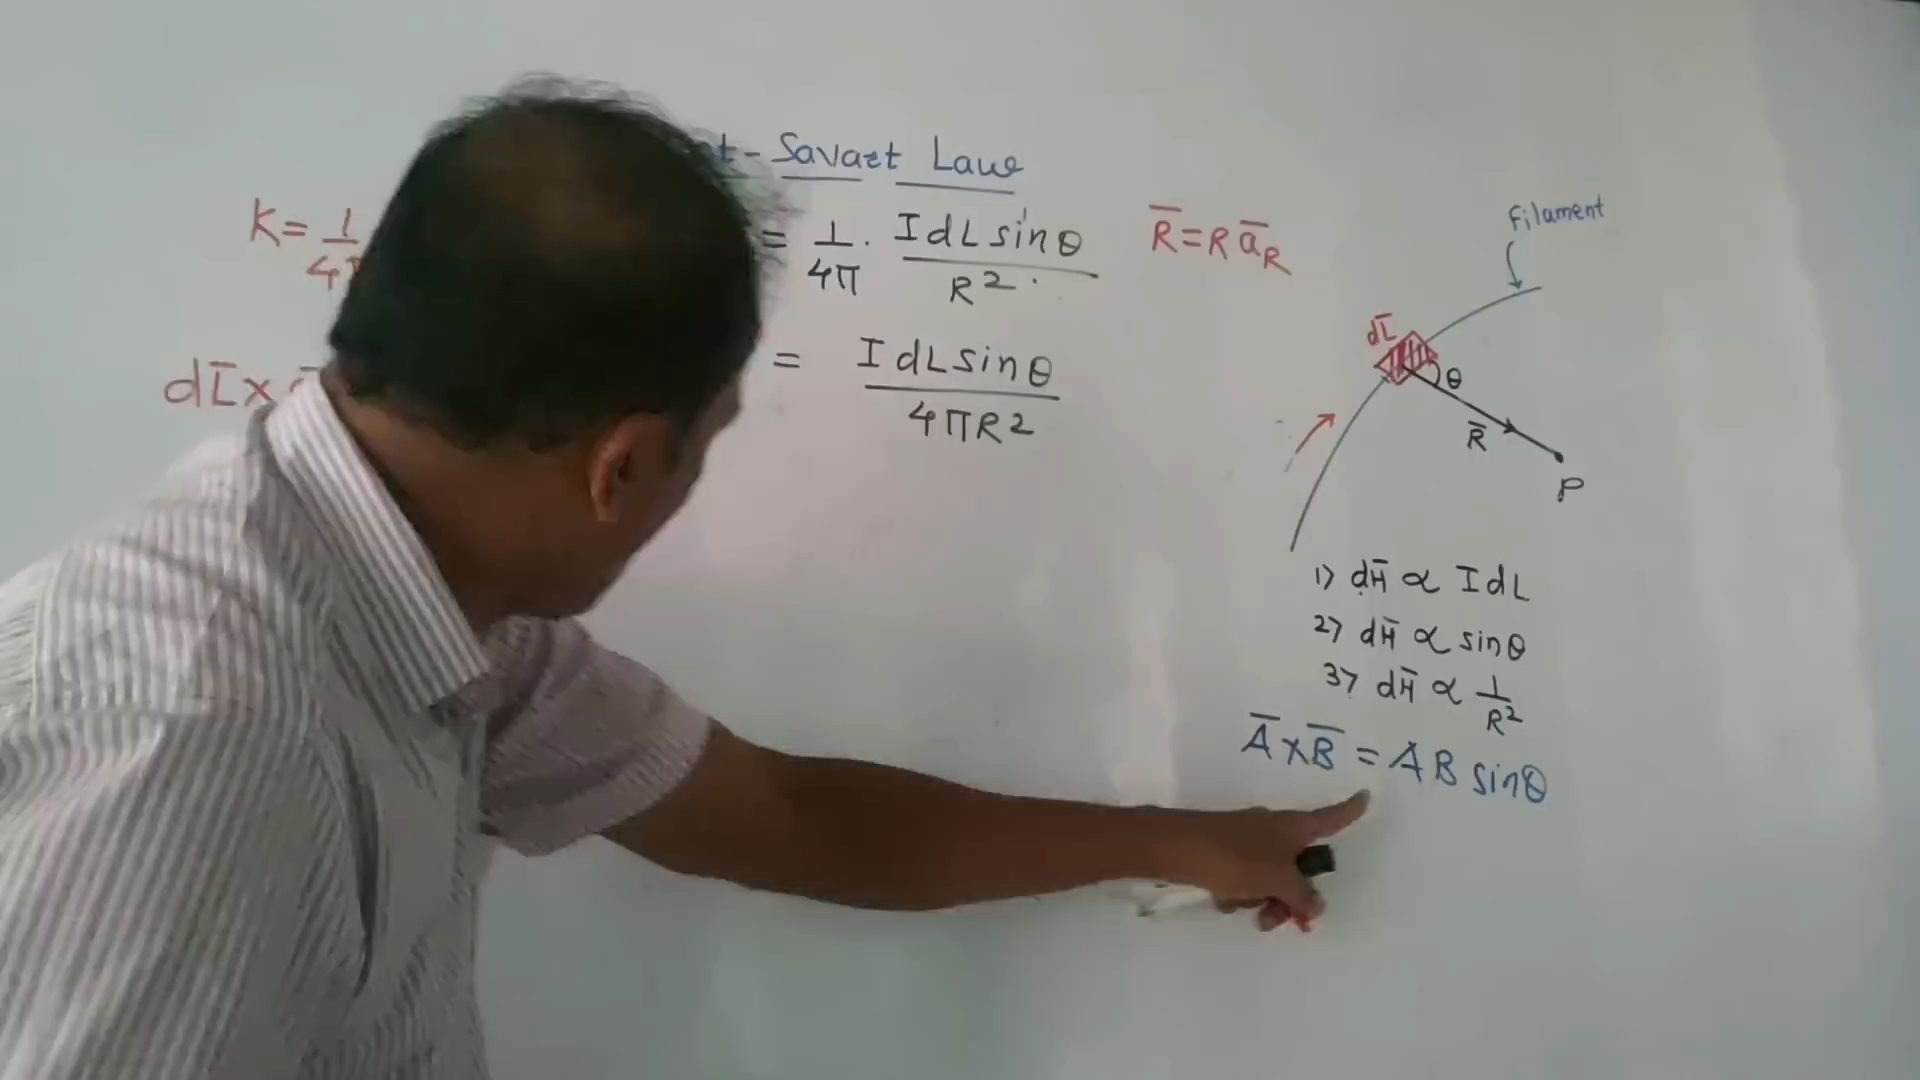 t-Savart Law
K= 1/4π
= 1/4π . IdL sinθ / R²
R̅=R a̅R
Filament
dL̅
θ
R̅
P
dL̅x
= IdL sinθ / 4πR²
1) dH̅ ∝ IdL
2) dH̅ ∝ sinθ
3) dH̅ ∝ 1/R²
A̅xB̅ = AB sinθ